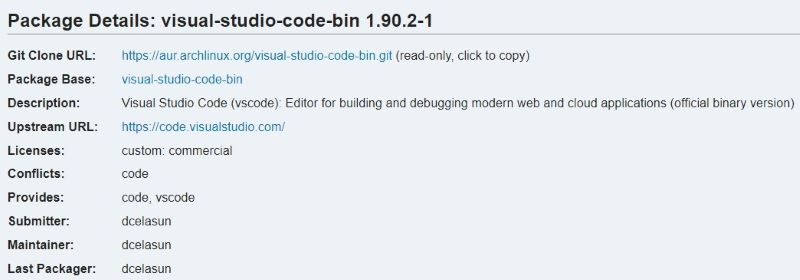 Package Details: visual-studio-code-bin 1.90.2-1
Git Clone URL: https://aur.archlinux.org/visual-studio-code-bin.git (read-only, click to copy)
Package Base: visual-studio-code-bin
Description: Visual Studio Code (vscode): Editor for building and debugging modern web and cloud applications (official binary version)
Upstream URL: https://code.visualstudio.com/
Licenses: custom: commercial
Conflicts: code
Provides: code, vscode
Submitter: dcelasun
Maintainer: dcelasun
Last Packager: dcelasun